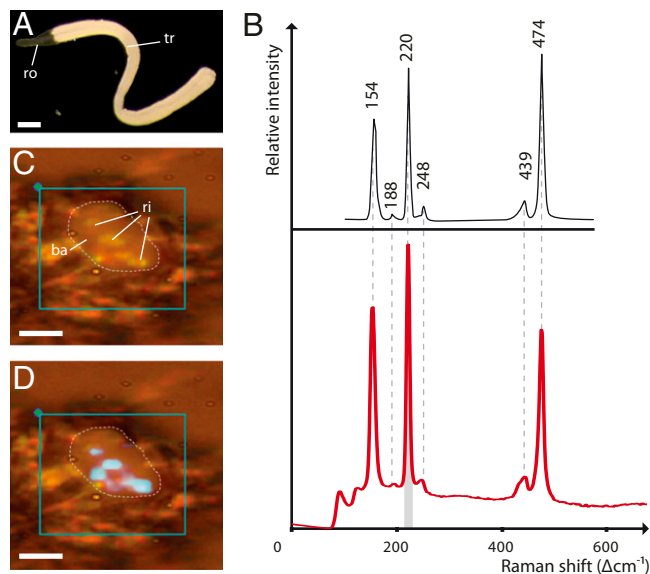 A
ro
tr
B
Relative intensity
154
188
220
248
439
474
C
ri
ba
D
0
200
400
600
Raman shift (Δcm⁻¹)